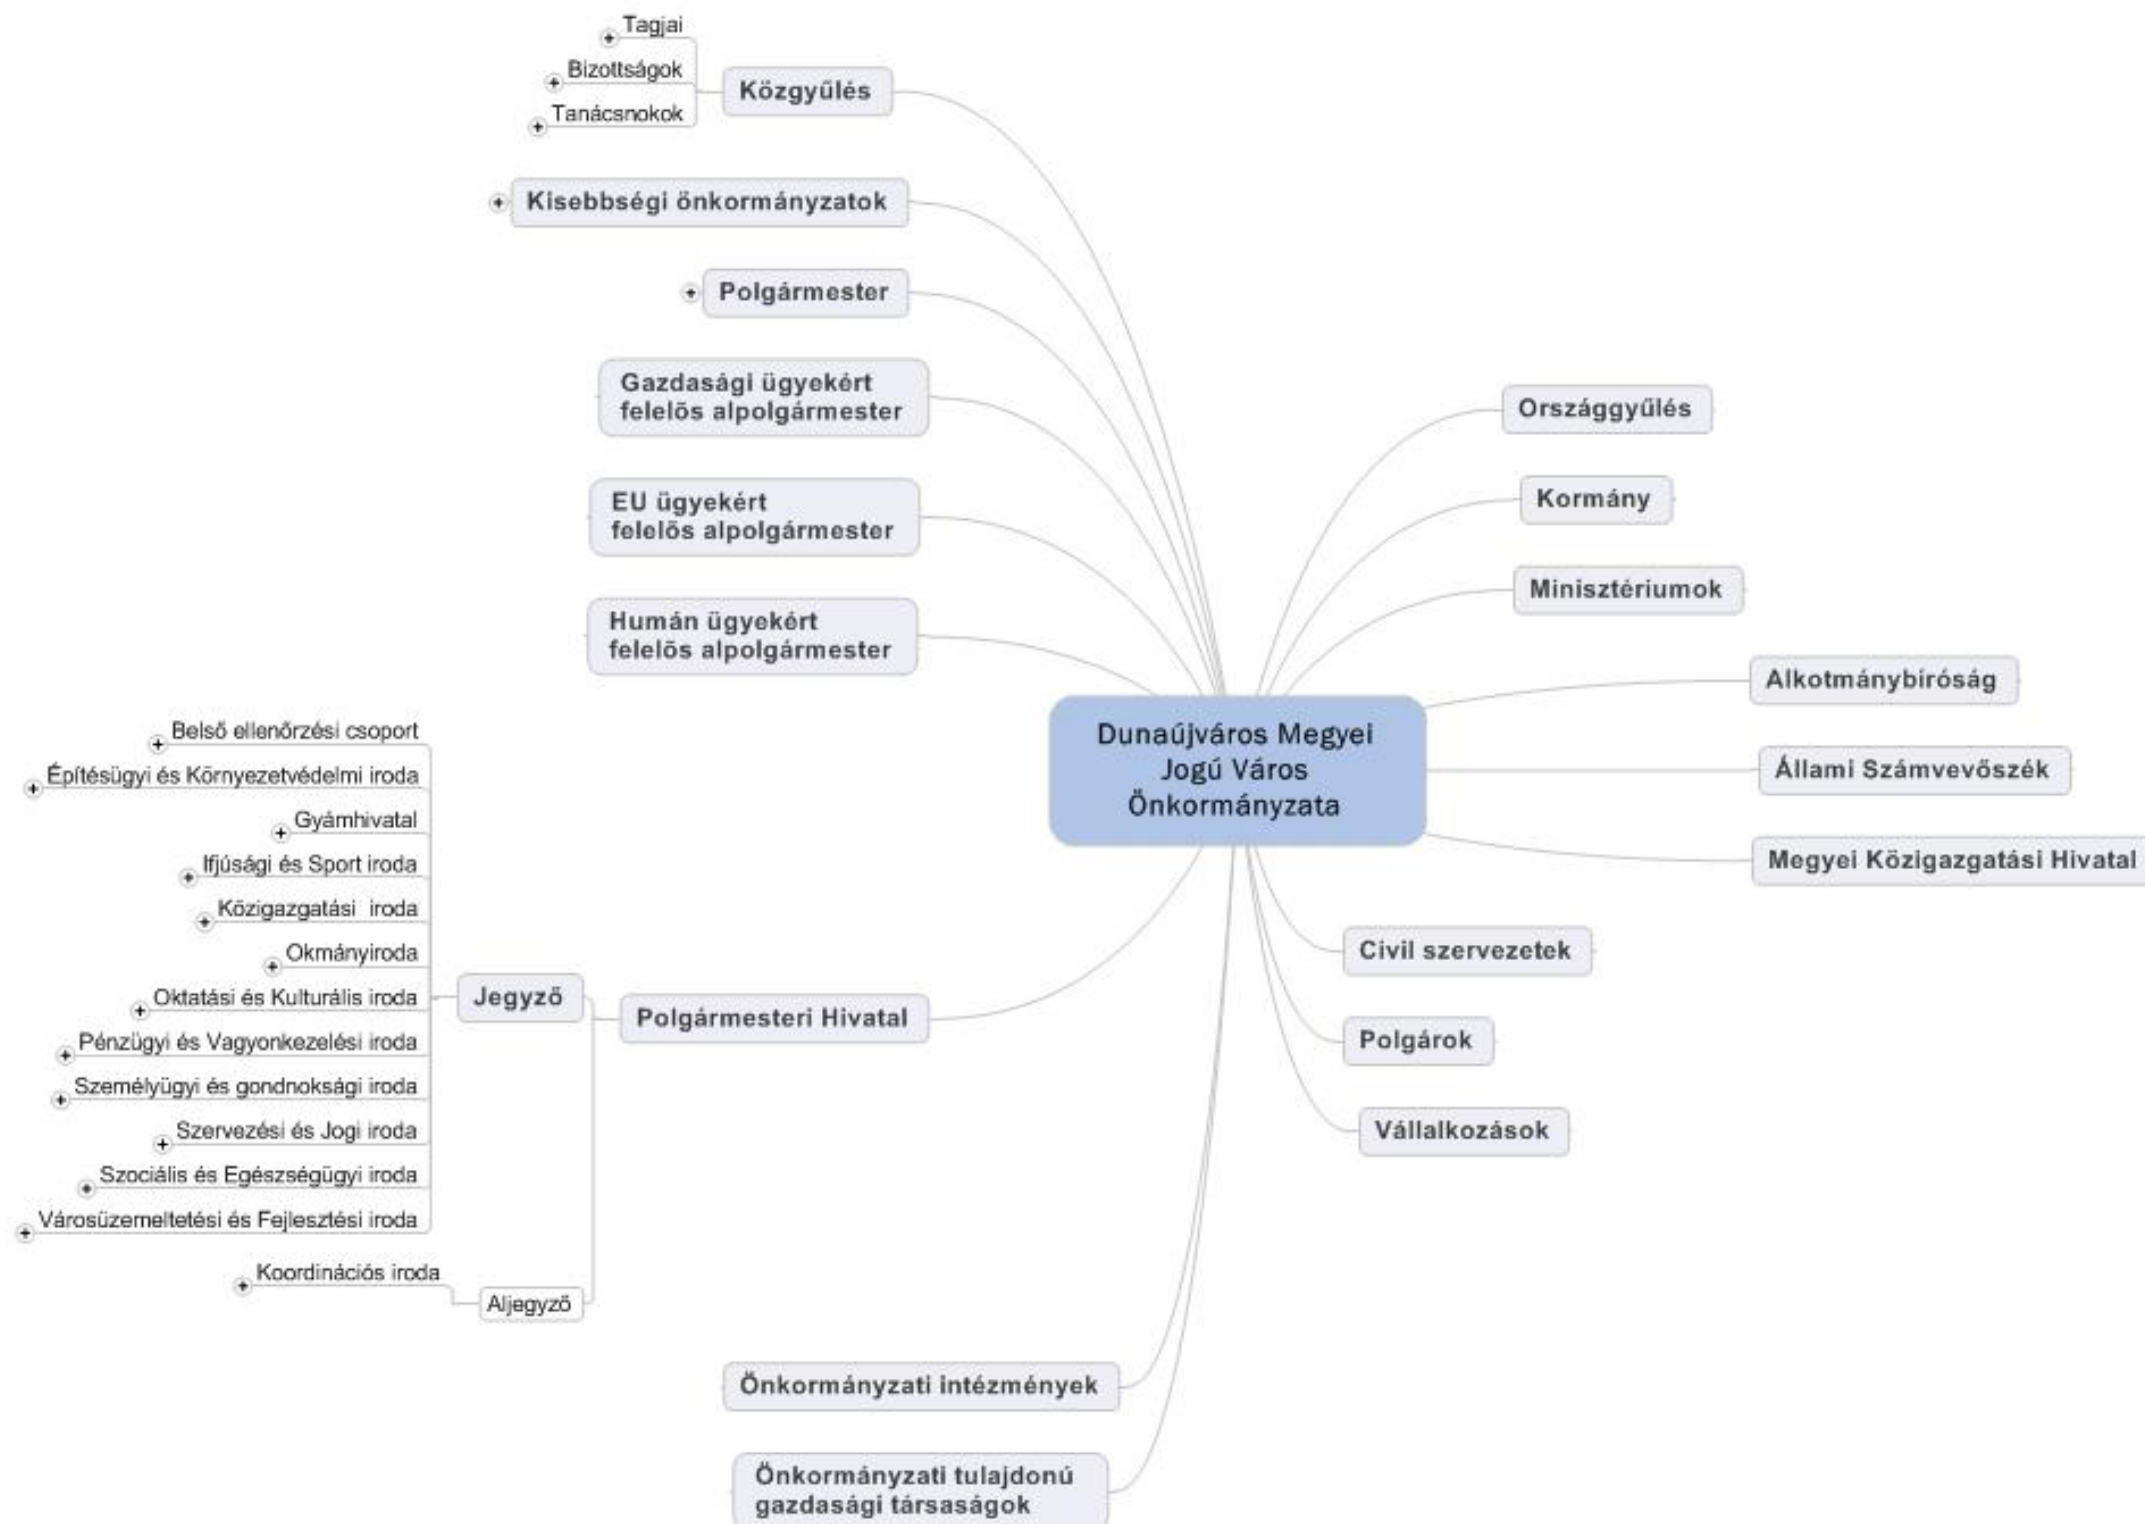 Tagjai
Bizottságok
Tanácsnokok
Közgyűlés
Kisebbségi önkormányzatok
Polgármester
Gazdasági ügyekért
felelős alpolgármester
EU ügyekért
felelős alpolgármester
Humán ügyekért
felelős alpolgármester
Belső ellenőrzési csoport
Építésügyi és Környezetvédelmi iroda
Gyámhivatal
Ifjúsági és Sport iroda
Közigazgatási iroda
Okmányiroda
Oktatási és Kulturális iroda
Pénzügyi és Vagyonkezelési iroda
Személyügyi és gondnoksági iroda
Szervezési és Jogi iroda
Szociális és Egészségügyi iroda
Városüzemeltetési és Fejlesztési iroda
Jegyző
Koordinációs iroda
Aljegyző
Polgármesteri Hivatal
Önkormányzati intézmények
Önkormányzati tulajdonú
gazdasági társaságok
Dunaújváros Megyei
Jogú Város
Önkormányzata
Országgyűlés
Kormány
Minisztériumok
Alkotmánybíróság
Állami Számvevőszék
Megyei Közigazgatási Hivatal
Civil szervezetek
Polgárok
Vállalkozások